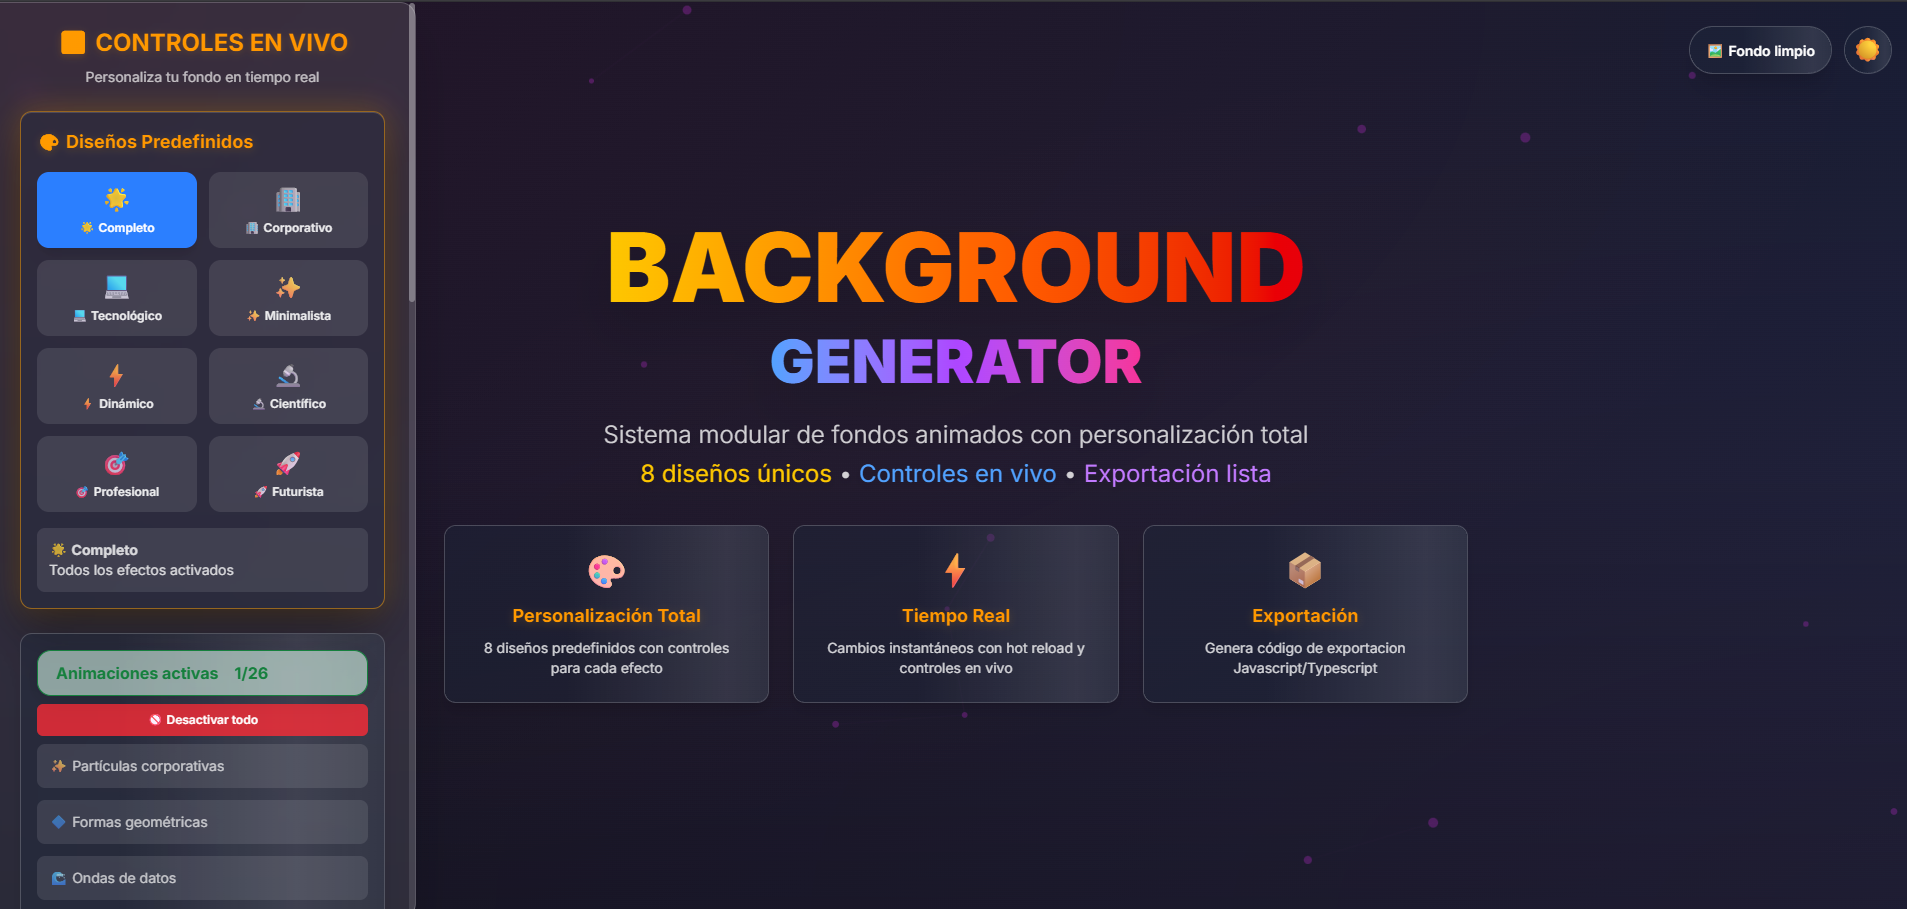 CONTROLES EN VIVO
Personaliza tu fondo en tiempo real
Diseños Predefinidos
Completo
Corporativo
Tecnológico
Minimalista
Dinámico
Científico
Profesional
Futurista
Completo
Todos los efectos activados
Animaciones activas 1/26
Desactivar todo
Partículas corporativas
Formas geométricas
Ondas de datos
Fondo limpio
BACKGROUND
GENERATOR
Sistema modular de fondos animados con personalización total
8 diseños únicos • Controles en vivo • Exportación lista
Personalización Total
8 diseños predefinidos con controles
para cada efecto
Tiempo Real
Cambios instantáneos con hot reload y
controles en vivo
Exportación
Genera código de exportacion
Javascript/Typescript